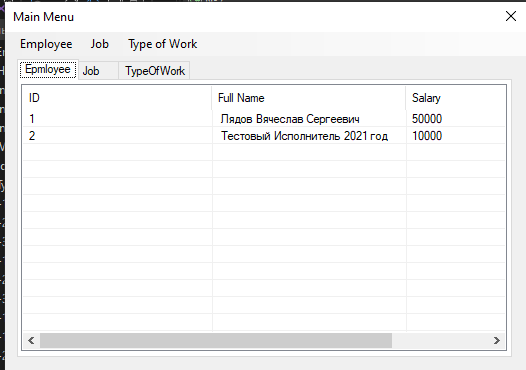 Main Menu
Employee Job Type of Work
Epmloyee Job TypeOfWork
ID Full Name Salary
1 Лядов Вячеслав Сергеевич 50000
2 Тестовый Исполнитель 2021 год 10000